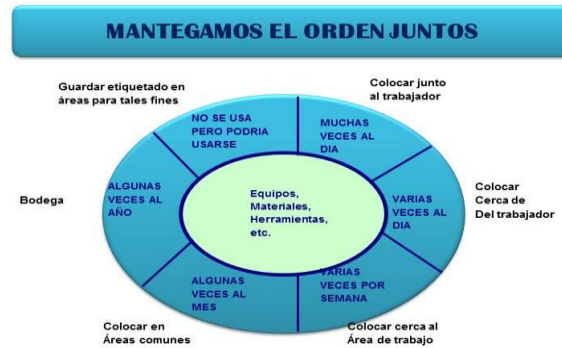 MANTEGAMOS EL ORDEN JUNTOS
Guardar etiquetado en
áreas para tales fines
Colocar junto
al trabajador
NO SE USA
PERO PODRIA
USARSE
MUCHAS
VECES AL
DIA
Bodega
ALGUNAS
VECES AL
AÑO
Equipos,
Materiales,
Herramientas,
etc.
VARIAS
VECES AL
DIA
Colocar
Cerca de
Del trabajador
ALGUNAS
VECES AL
MES
VARIAS
VECES POR
SEMANA
Colocar en
Áreas comunes
Colocar cerca al
Área de trabajo